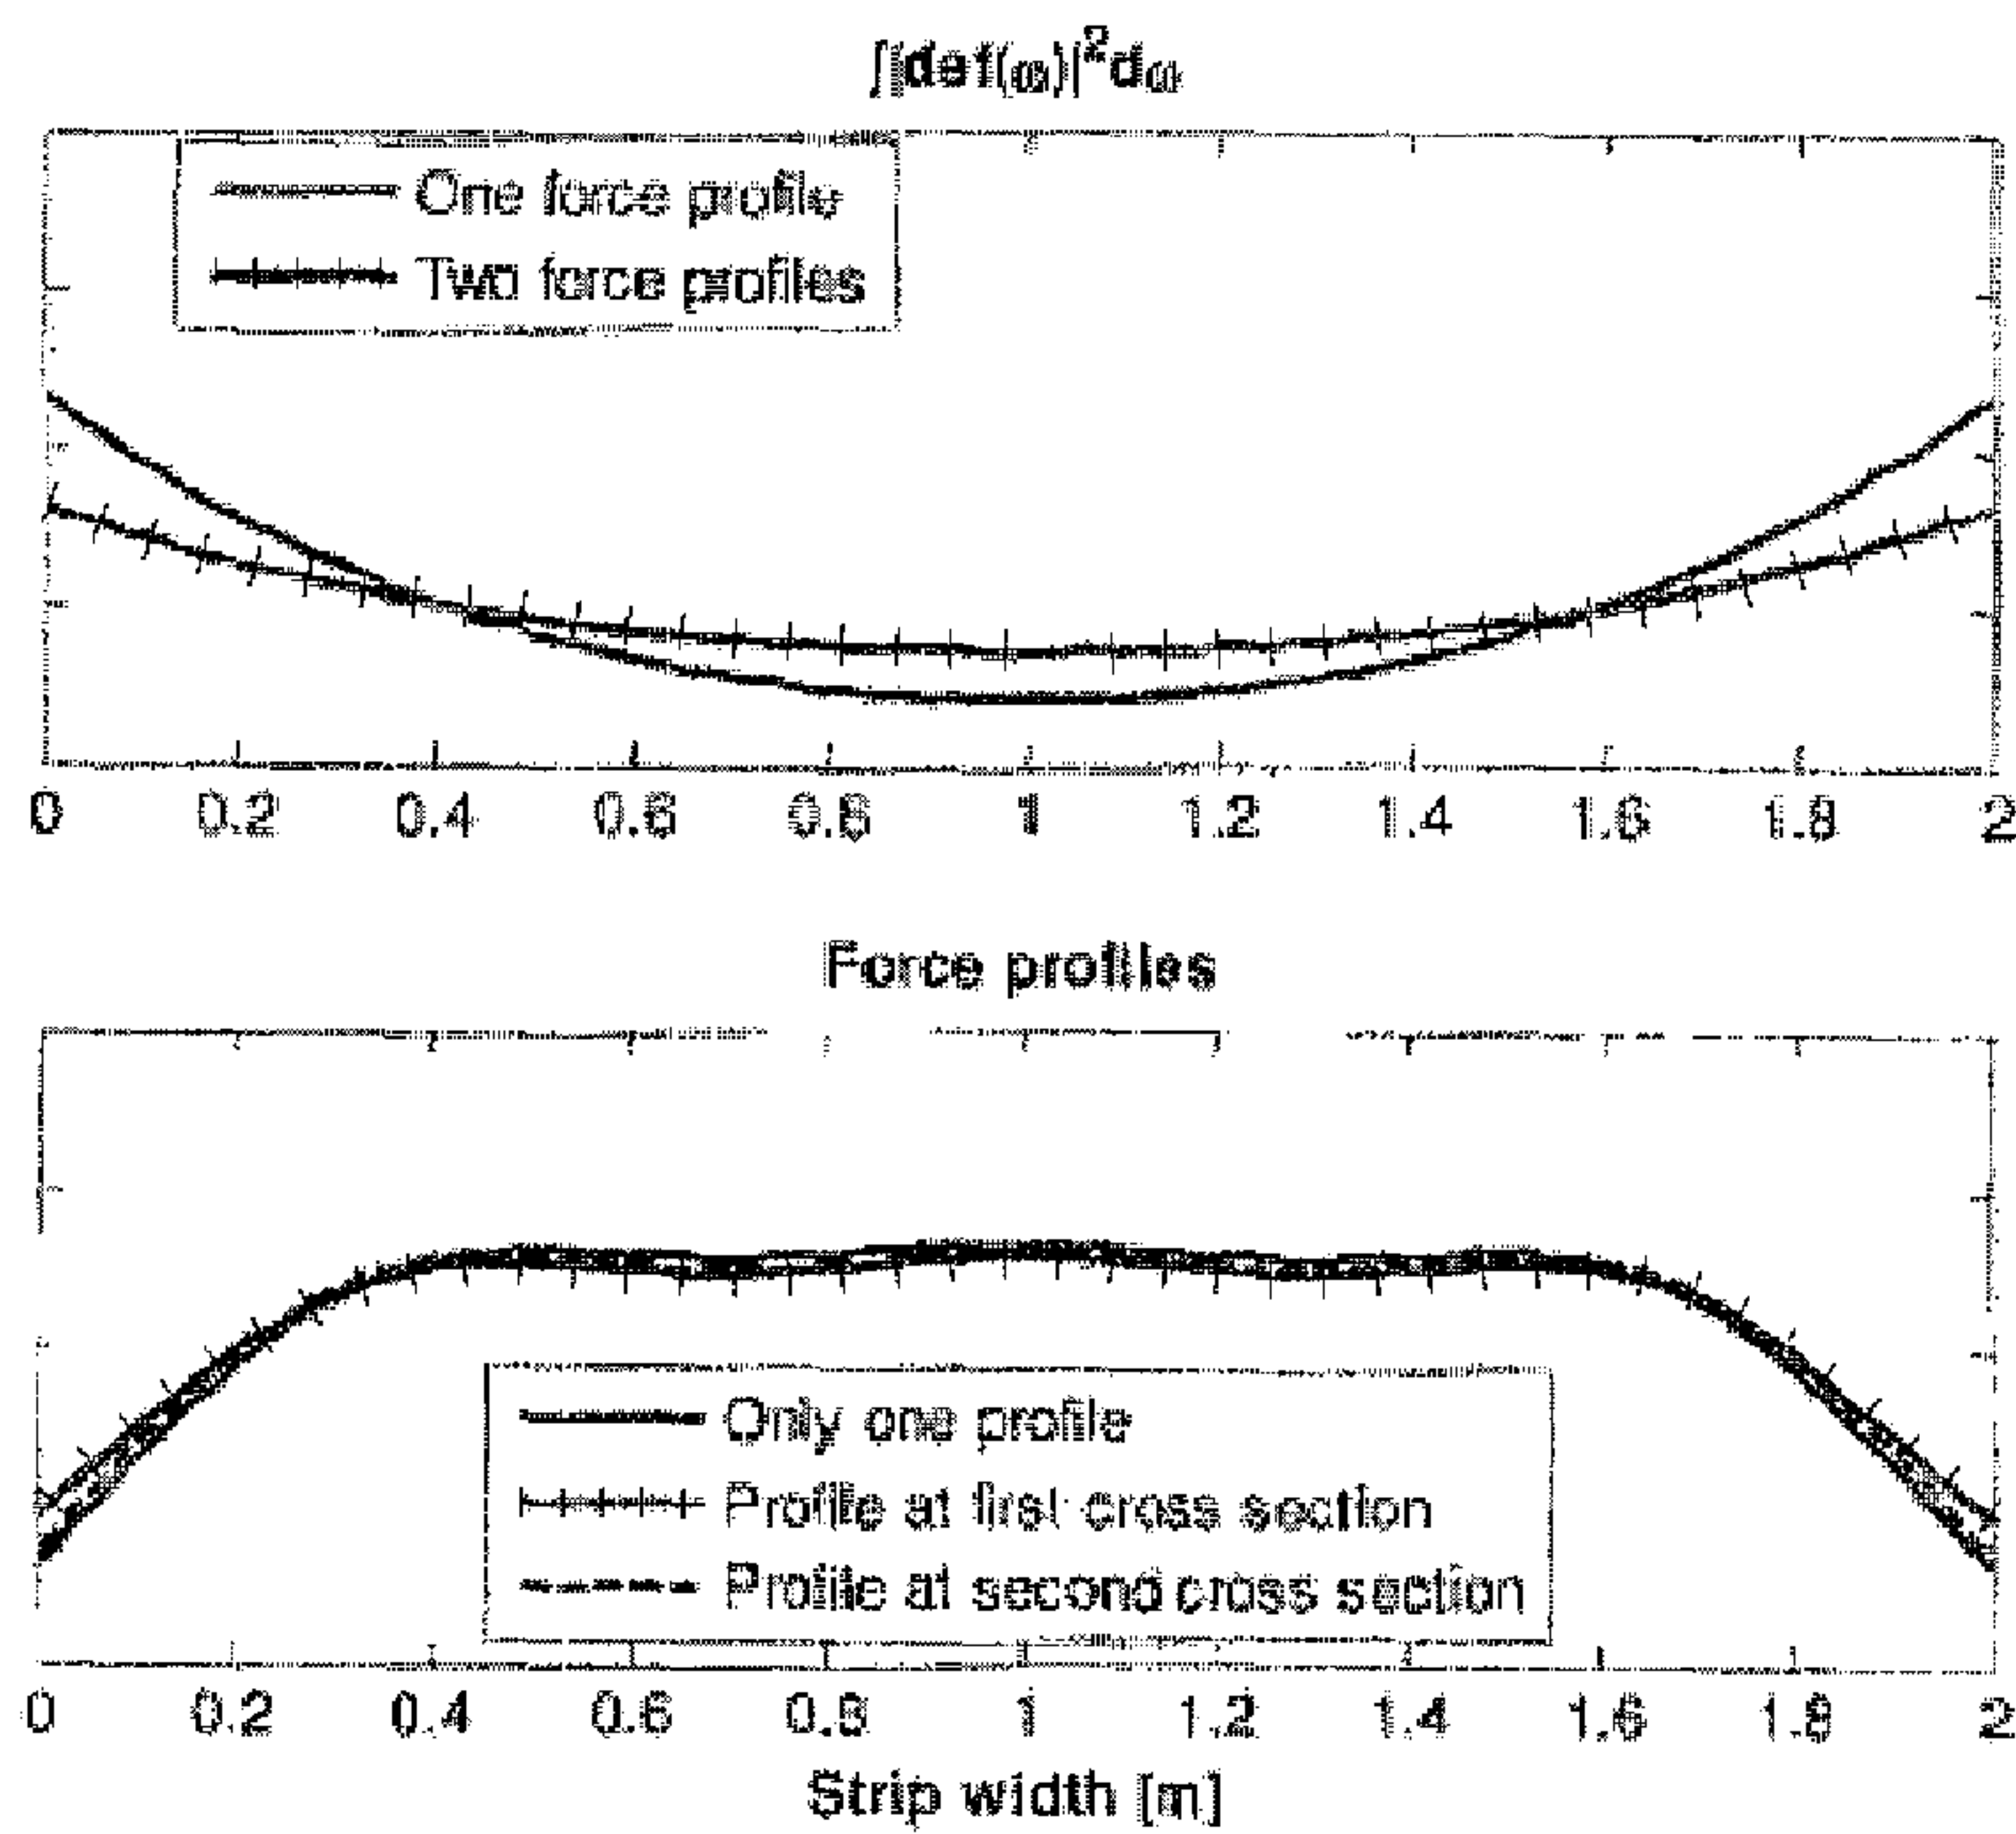 ∫|def(ω)|²dω
One force profile
Two force profiles
0 0.2 0.4 0.6 0.8 1 1.2 1.4 1.6 1.8 2
Force profiles
Only one profile
Profile at first cross section
Profile at second cross section
0 0.2 0.4 0.6 0.8 1 1.2 1.4 1.6 1.8 2
Strip width [m]